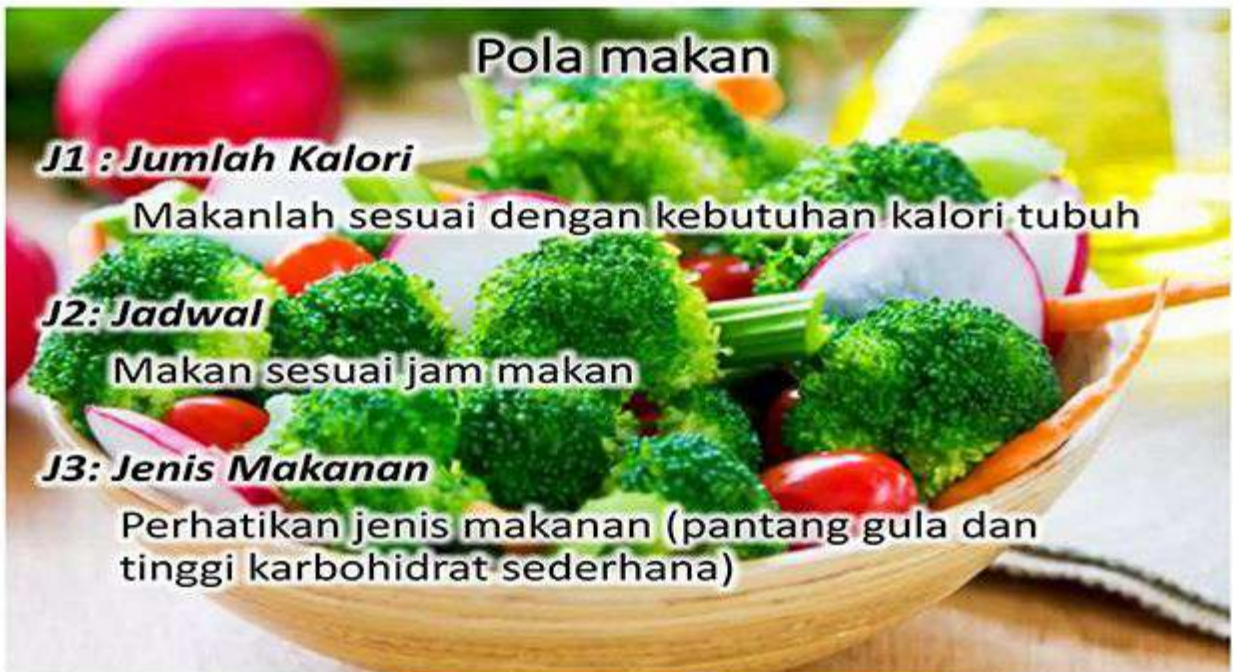 Pola makan
J1 : Jumlah Kalori
Makanlah sesuai dengan kebutuhan kalori tubuh
J2: Jadwal
Makan sesuai jam makan
J3: Jenis Makanan
Perhatikan jenis makanan (pantang gula dan
tinggi karbohidrat sederhana)